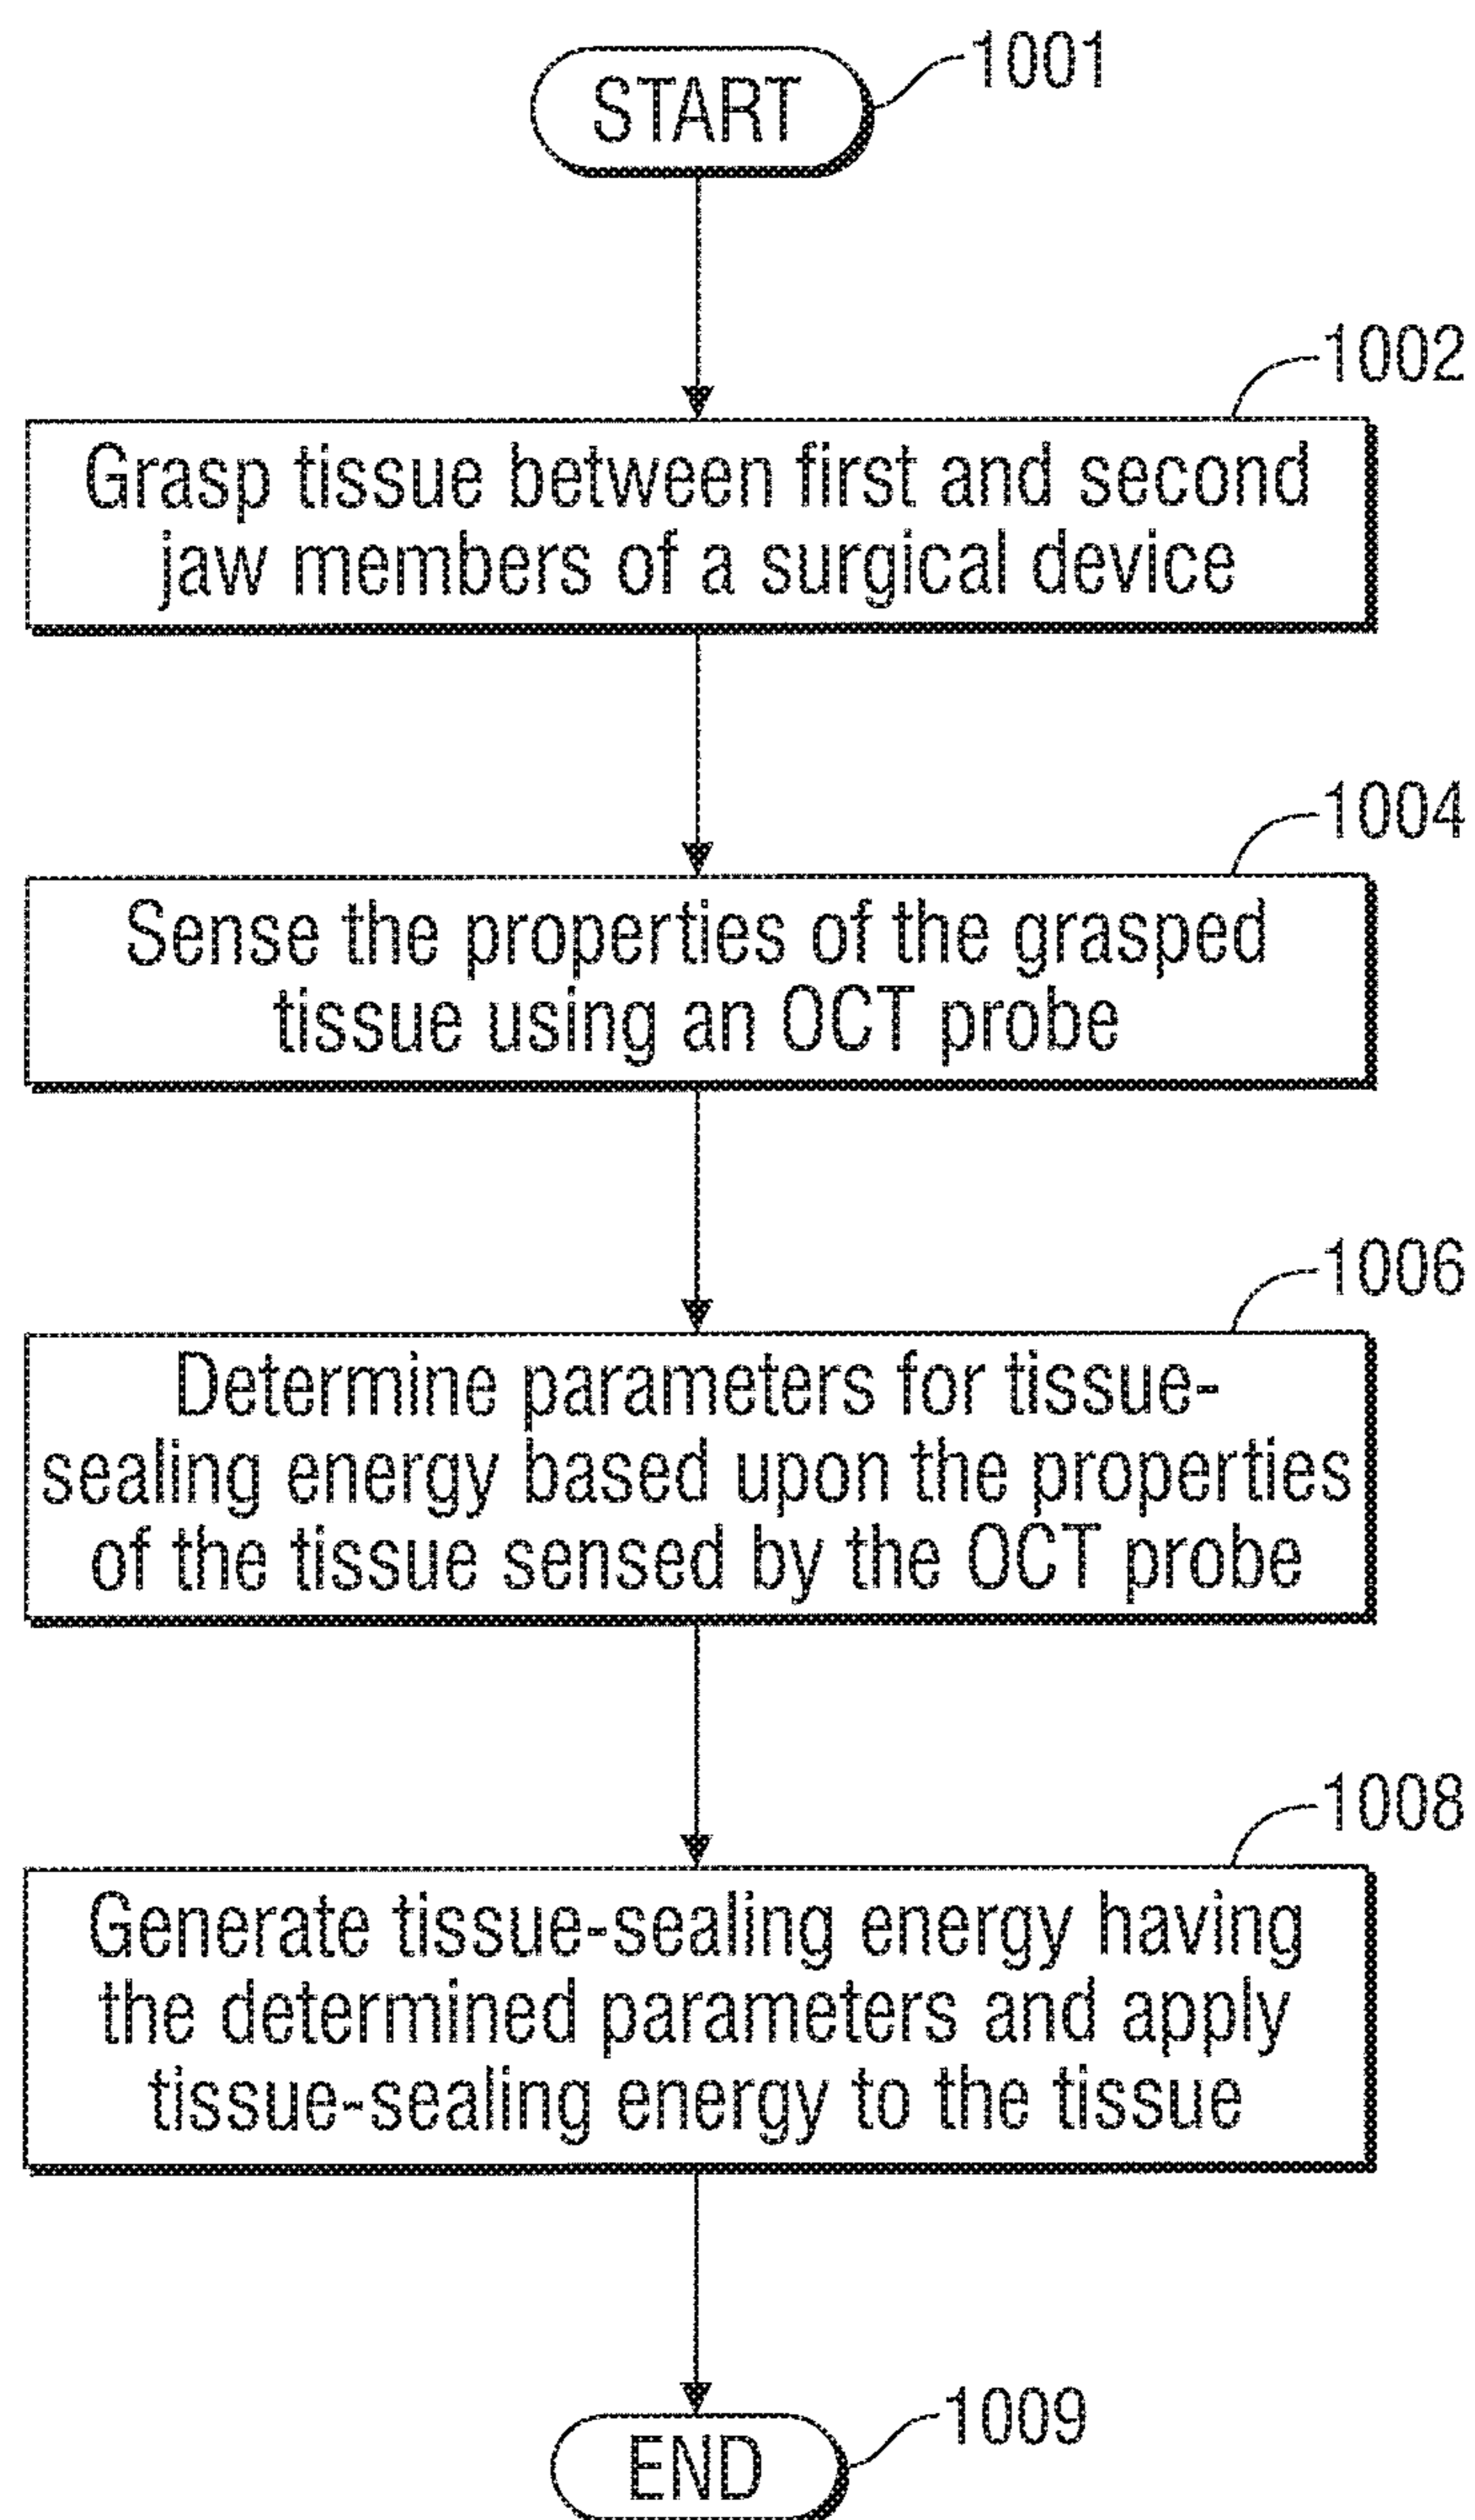 START
1001
1002
Grasp tissue between first and second
jaw members of a surgical device
1004
Sense the properties of the grasped
tissue using an OCT probe
1006
Determine parameters for tissue-
sealing energy based upon the properties
of the tissue sensed by the OCT probe
1008
Generate tissue-sealing energy having
the determined parameters and apply
tissue-sealing energy to the tissue
1009
END